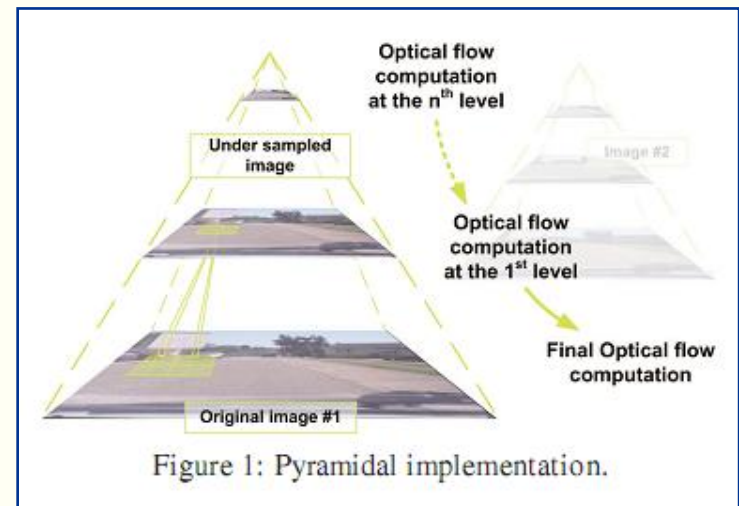 Optical flow
computation
at the nth level
Under sampled
image
Image #2
Optical flow
computation
at the 1st level
Final Optical flow
computation
Original image #1
Figure 1: Pyramidal implementation.